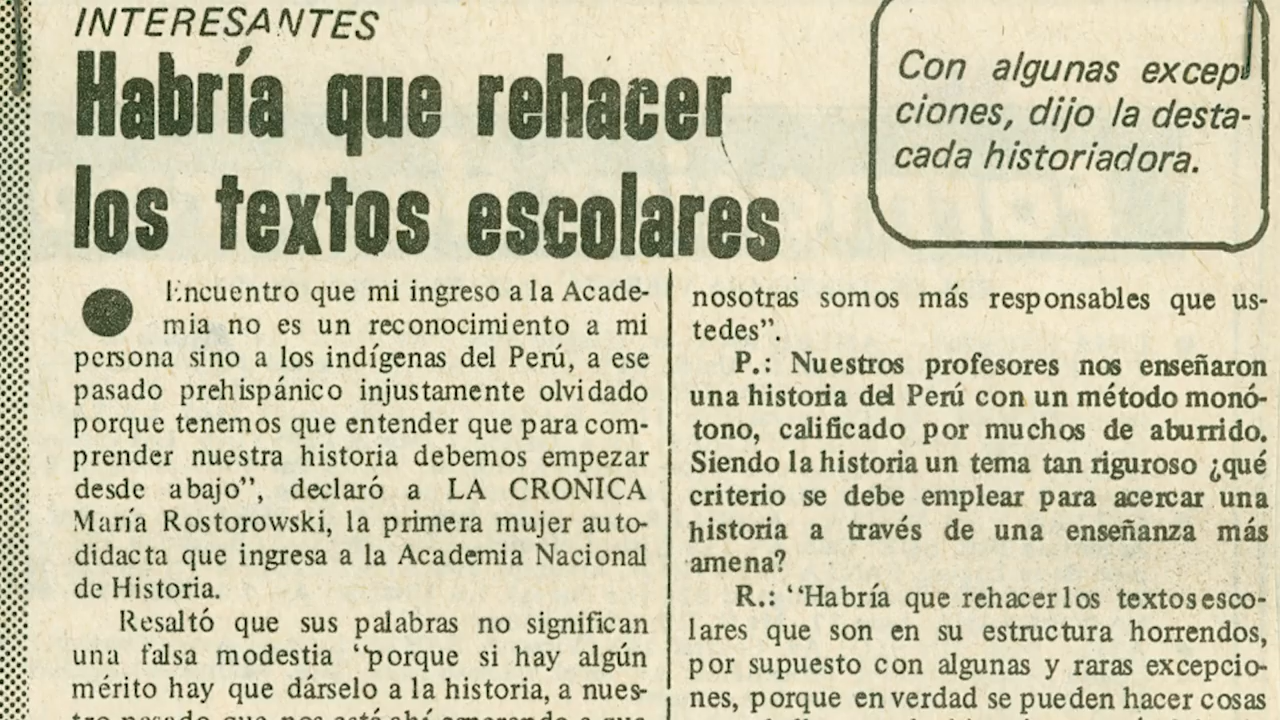 INTERESANTES
Habría que rehacer
los textos escolares
Con algunas excep-
ciones, dijo la desta-
cada historiadora.
Encuentro que mi ingreso a la Acade-
mia no es un reconocimiento a mi
persona sino a los indígenas del Perú, a ese
pasado prehispánico injustamente olvidado
porque tenemos que entender que para com-
prender nuestra historia debemos empezar
desde abajo”, declaró a LA CRONICA
María Rostorowski, la primera mujer auto-
didacta que ingresa a la Academia Nacional
de Historia.
Resaltó que sus palabras no significan
una falsa modestia “porque si hay algún
mérito hay que dárselo a la historia, a nues-
nosotras somos más responsables que us-
tedes”.
P.: Nuestros profesores nos enseñaron
una historia del Perú con un método monó-
tono, calificado por muchos de aburrido.
Siendo la historia un tema tan riguroso ¿qué
criterio se debe emplear para acercar una
historia a través de una enseñanza más
amena?
R.: “Habría que rehacer los textos esco-
lares que son en su estructura horrendos,
por supuesto con algunas y raras excepcio-
nes, porque en verdad se pueden hacer cosas